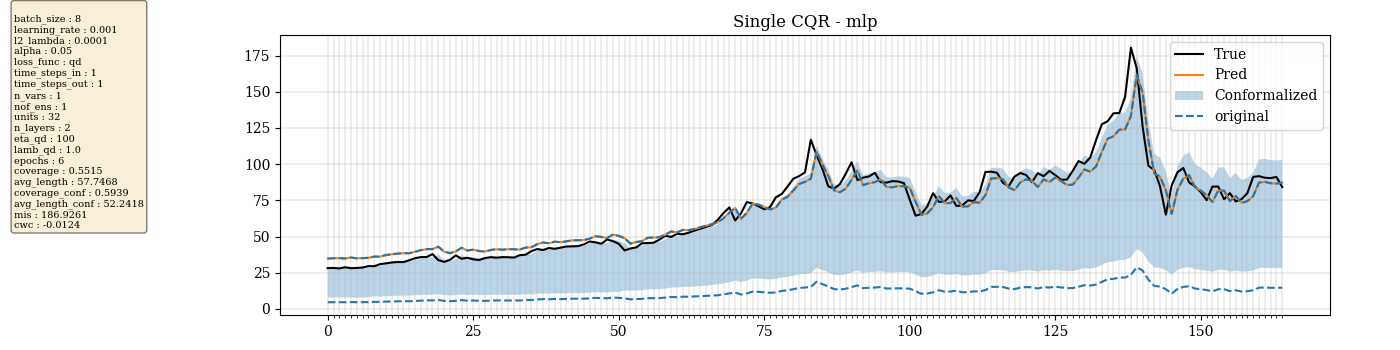 batch_size : 8
learning_rate : 0.001
l2_lambda : 0.0001
alpha : 0.05
loss_func : qd
time_steps_in : 1
time_steps_out : 1
n_vars : 1
nof_ens : 1
units : 32
n_layers : 2
eta_qd : 100
lamb_qd : 1.0
epochs : 6
coverage : 0.5515
avg_length : 57.7468
coverage_conf : 0.5939
avg_length_conf : 52.2418
mis : 186.9261
cwc : -0.0124
Single CQR - mlp
175
150
125
100
75
50
25
0
True
Pred
Conformalized
original
0 25 50 75 100 125 150